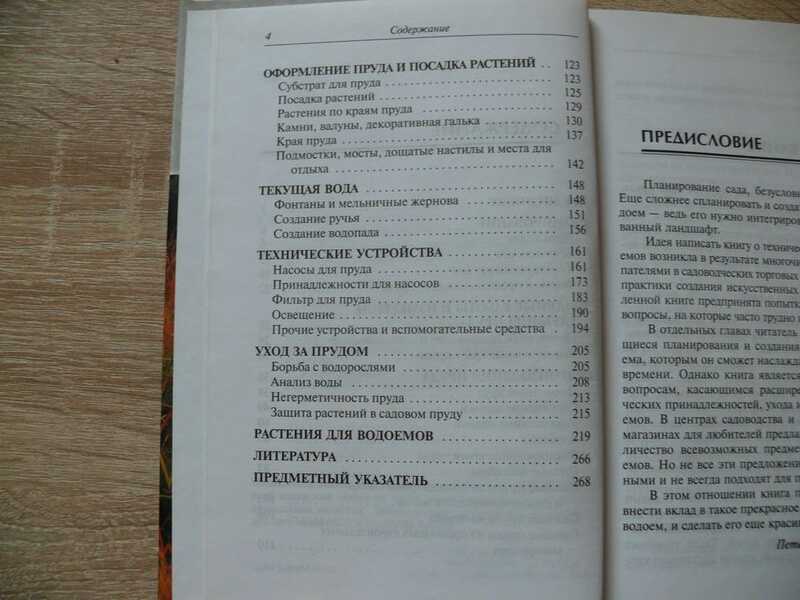 4 Содержание
ОФОРМЛЕНИЕ ПРУДА И ПОСАДКА РАСТЕНИЙ . . 123
Субстрат для пруда . . . . . . . . . . 123
Посадка растений . . . . . . . . . . 125
Растения по краям пруда . . . . . . . . . . 129
Камни, валуны, декоративная галька . . . . . . . . . . 130
Края пруда . . . . . . . . . . 137
Подмостки, мосты, дощатые настилы и места для
отдыха . . . . . . . . . . 142
ТЕКУЩАЯ ВОДА . . . . . . . . . . 148
Фонтаны и мельничные жернова . . . . . . . . . . 148
Создание ручья . . . . . . . . . . 151
Создание водопада . . . . . . . . . . 156
ТЕХНИЧЕСКИЕ УСТРОЙСТВА . . . . . . . . . . 161
Насосы для пруда . . . . . . . . . . 161
Принадлежности для насосов . . . . . . . . . . 173
Фильтр для пруда . . . . . . . . . . 183
Освещение . . . . . . . . . . 190
Прочие устройства и вспомогательные средства . . 194
УХОД ЗА ПРУДОМ . . . . . . . . . . 205
Борьба с водорослями . . . . . . . . . . 205
Анализ воды . . . . . . . . . . 208
Негерметичность пруда . . . . . . . . . . 213
Защита растений в садовом пруду . . . . . . . . . . 215
РАСТЕНИЯ ДЛЯ ВОДОЕМОВ . . . . . . . . . . 219
ЛИТЕРАТУРА . . . . . . . . . . 266
ПРЕДМЕТНЫЙ УКАЗАТЕЛЬ . . . . . . . . . . 268
ПРЕДИСЛОВИЕ
Планирование сада, безусловн
Еще сложнее спланировать и созда
доем — ведь его нужно интегриров
ванный ландшафт.
Идея написать книгу о техниче
емов возникла в результате многочи
пателями в садоводческих торговых
практики создания искусственных
ленной книге предпринята попытк
вопросы, на которые часто трудно н
В отдельных главах читатель
щиеся планирования и создания
ема, которым он сможет наслажда
времени. Однако книга является
вопросам, касающимся расшире
ческих принадлежностей, ухода и
емов. В центрах садоводства и
магазинах для любителей предла
личество всевозможных предме
емов. Но не все эти предложени
ными и не всегда подходят для п
В этом отношении книга п
внести вклад в такое прекрасное
водоем, и сделать его еще краси
Пете